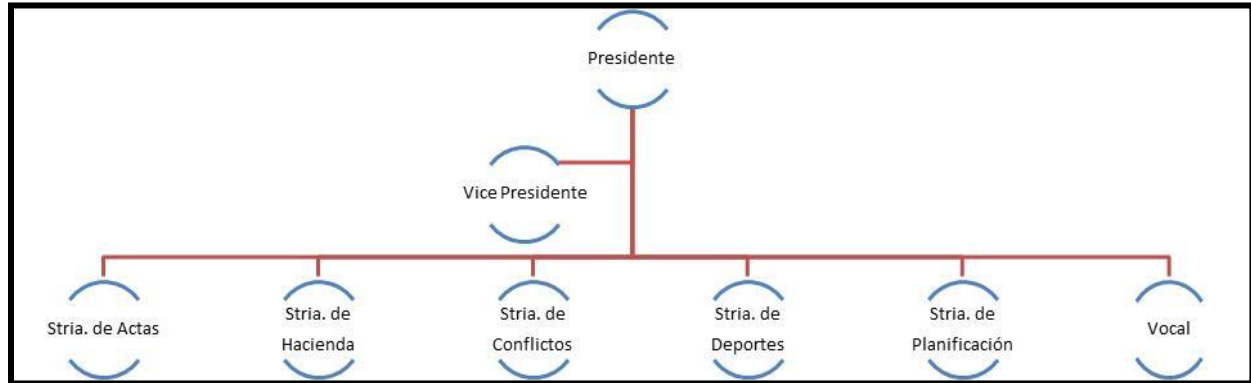 Presidente
Vice Presidente
Stria. de Actas
Stria. de
Hacienda
Stria. de
Conflictos
Stria. de
Deportes
Stria. de
Planificación
Vocal